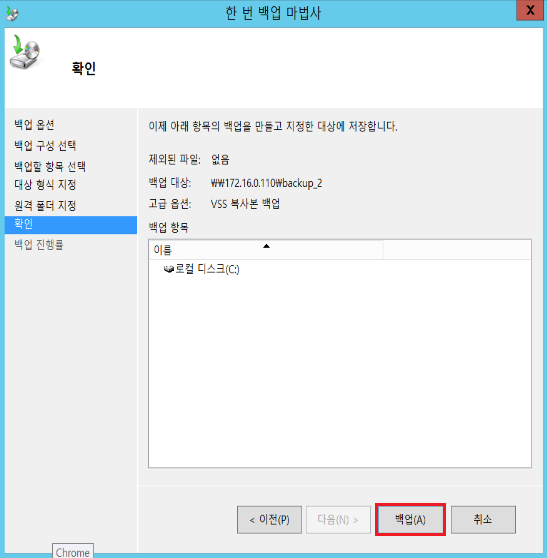 한 번 백업 마법사
X
확인
백업 옵션
백업 구성 선택
백업할 항목 선택
대상 형식 지정
원격 폴더 지정
확인
백업 진행률
이제 아래 항목의 백업을 만들고 지정한 대상에 저장합니다.
제외된 파일: 없음
백업 대상: ₩₩172.16.0.110₩backup_2
고급 옵션: VSS 복사본 백업
백업 항목
이름
로컬 디스크(C:)
< 이전(P)
다음(N) >
백업(A)
취소
Chrome